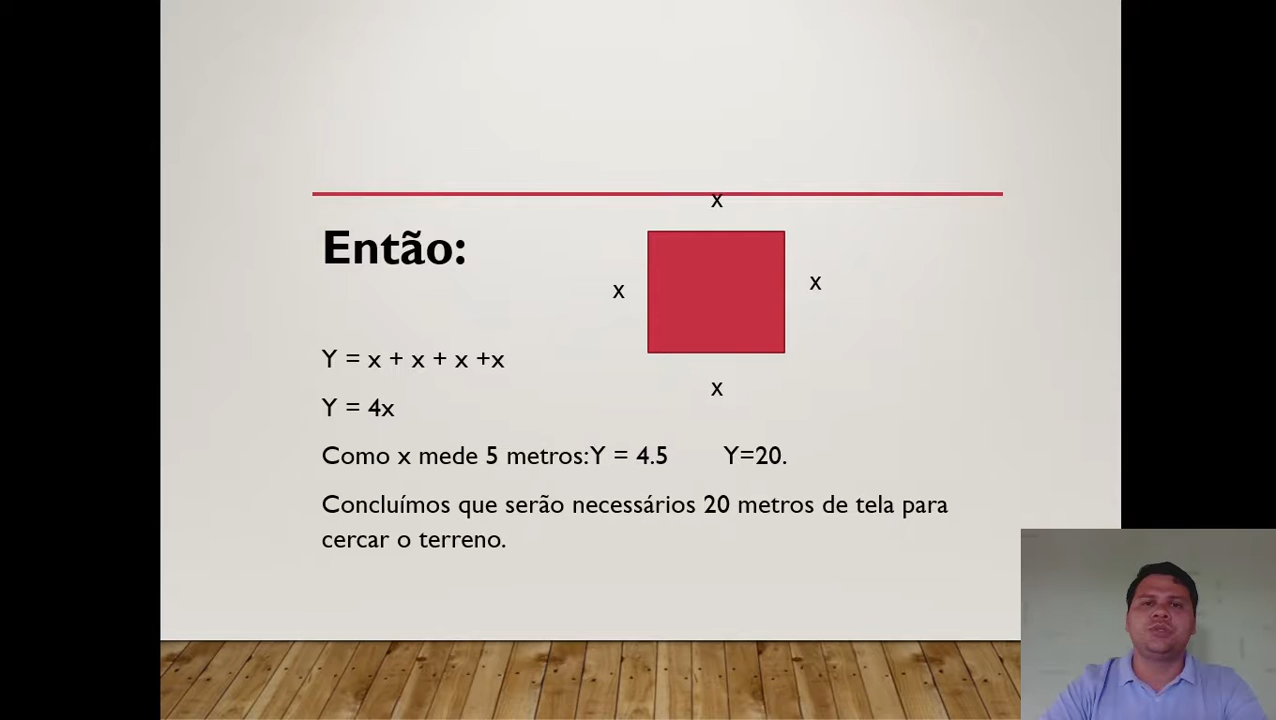 x
Então:
x
x
Y = x + x + x +x
x
Y = 4x
Como x mede 5 metros:Y = 4.5 Y=20.
Concluímos que serão necessários 20 metros de tela para
cercar o terreno.